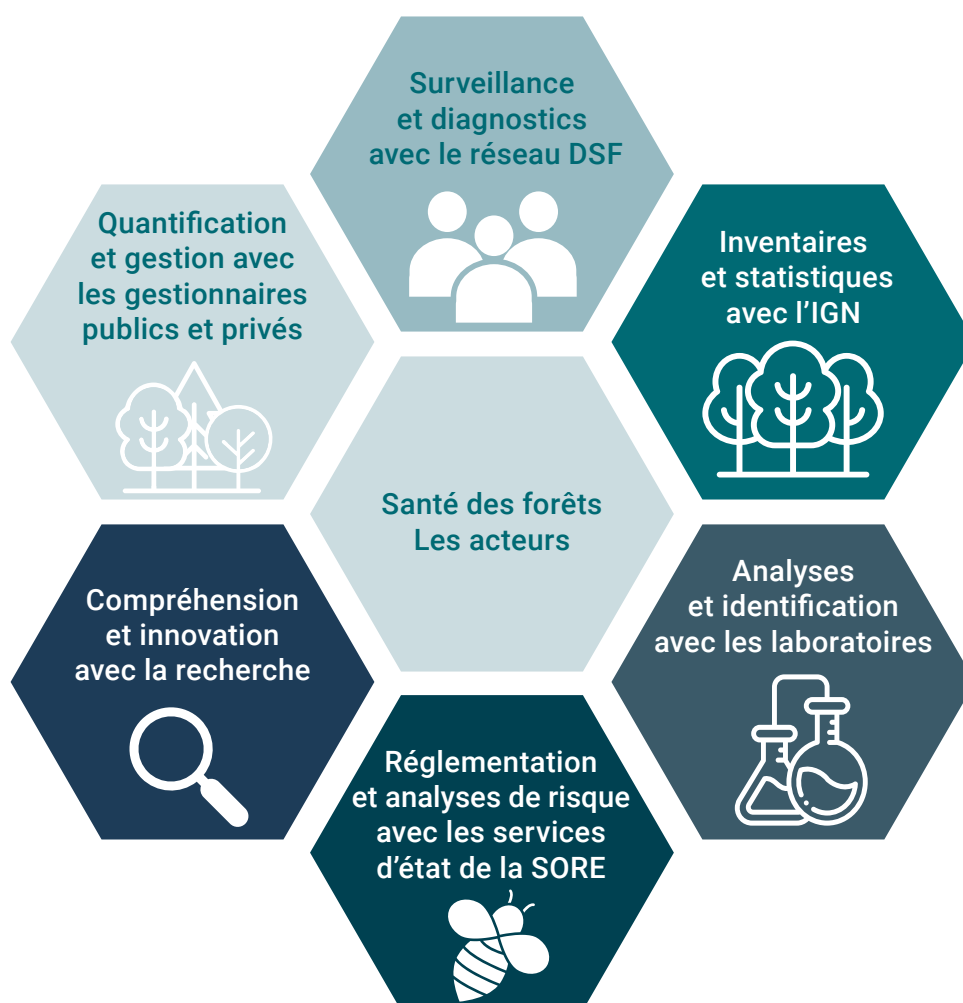 Surveillance
et diagnostics
avec le réseau DSF
Quantification
et gestion avec
les gestionnaires
publics et privés
Inventaires
et statistiques
avec l'IGN
Santé des forêts
Les acteurs
Compréhension
et innovation
avec la recherche
Analyses
et identification
avec les laboratoires
Réglementation
et analyses de risque
avec les services
d'état de la SORE